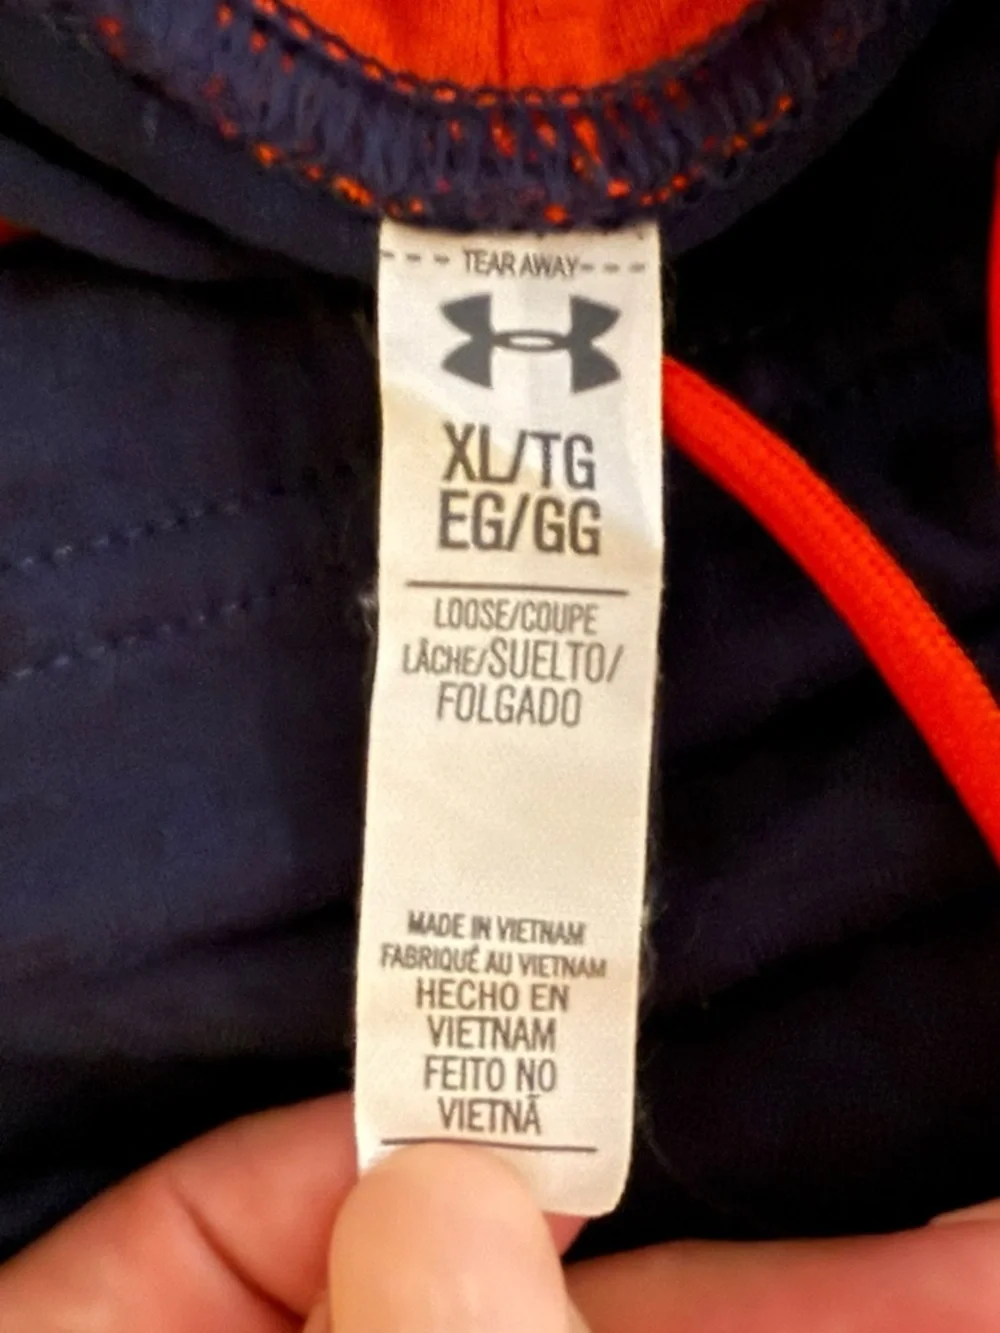 TEAR AWAY
XL/TG
EG/GG
LOOSE/COUPE
LÂCHE/SUELTO/
FOLGADO
MADE IN VIETNAM
FABRIQUÉ AU VIETNAM
HECHO EN
VIETNAM
FEITO NO
VIETNÃ